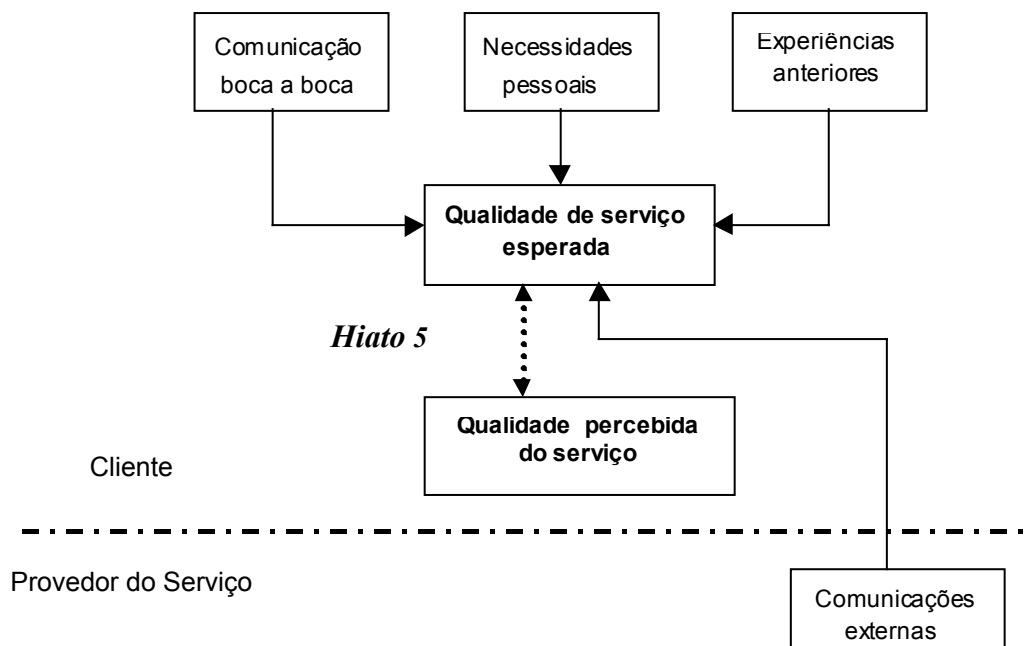 Comunicação
boca a boca
Necessidades
pessoais
Experiências
anteriores
Qualidade de serviço
esperada
Hiato 5
Qualidade percebida
do serviço
Cliente
Provedor do Serviço
Comunicações
externas